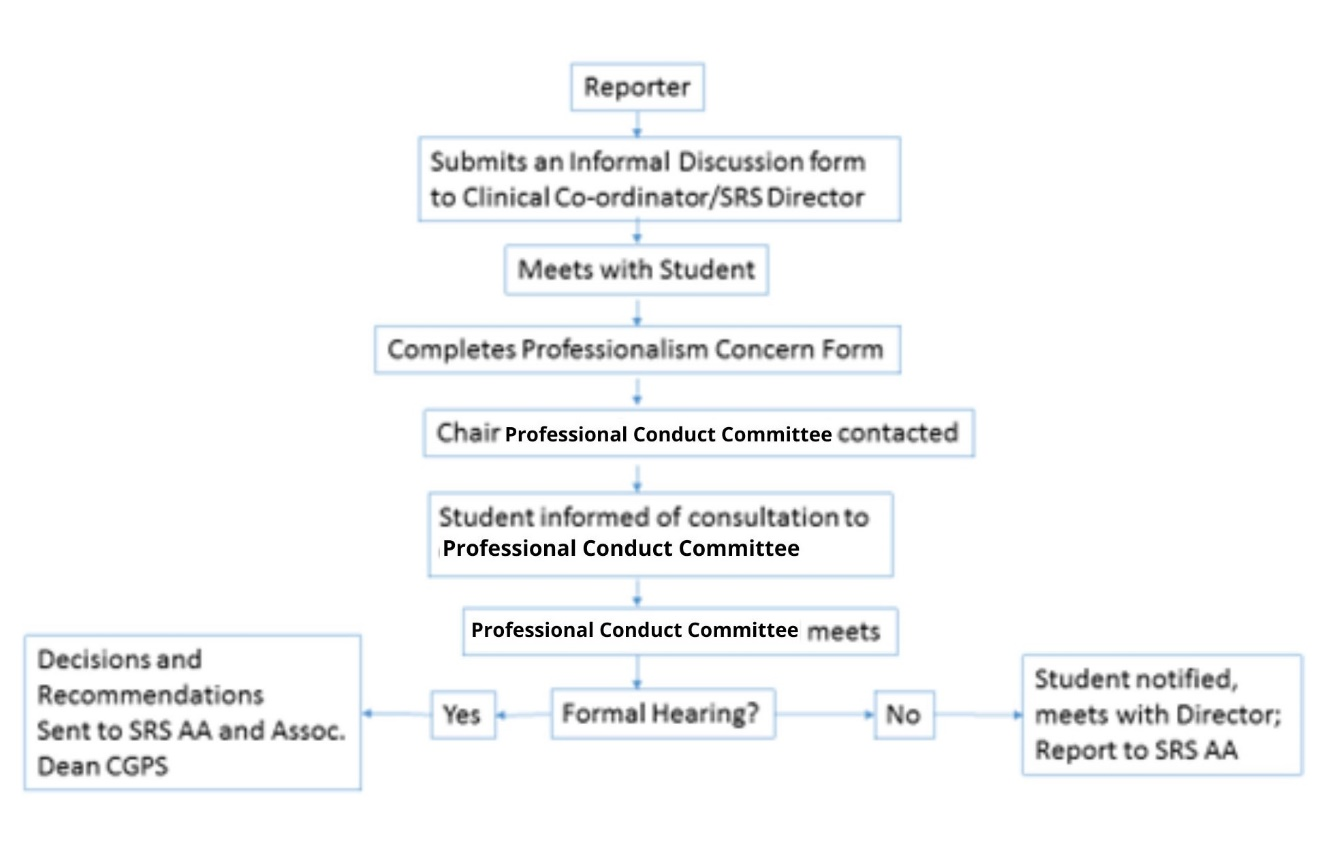 Reporter
Submits an Informal Discussion form
to Clinical Co-ordinator/SRS Director
Meets with Student
Completes Professionalism Concern Form
Chair Professional Conduct Committee contacted
Student informed of consultation to
Professional Conduct Committee
Professional Conduct Committee meets
Decisions and
Recommendations
Sent to SRS AA and Assoc.
Dean CGPS
Yes
Formal Hearing?
No
Student notified,
meets with Director;
Report to SRS AA